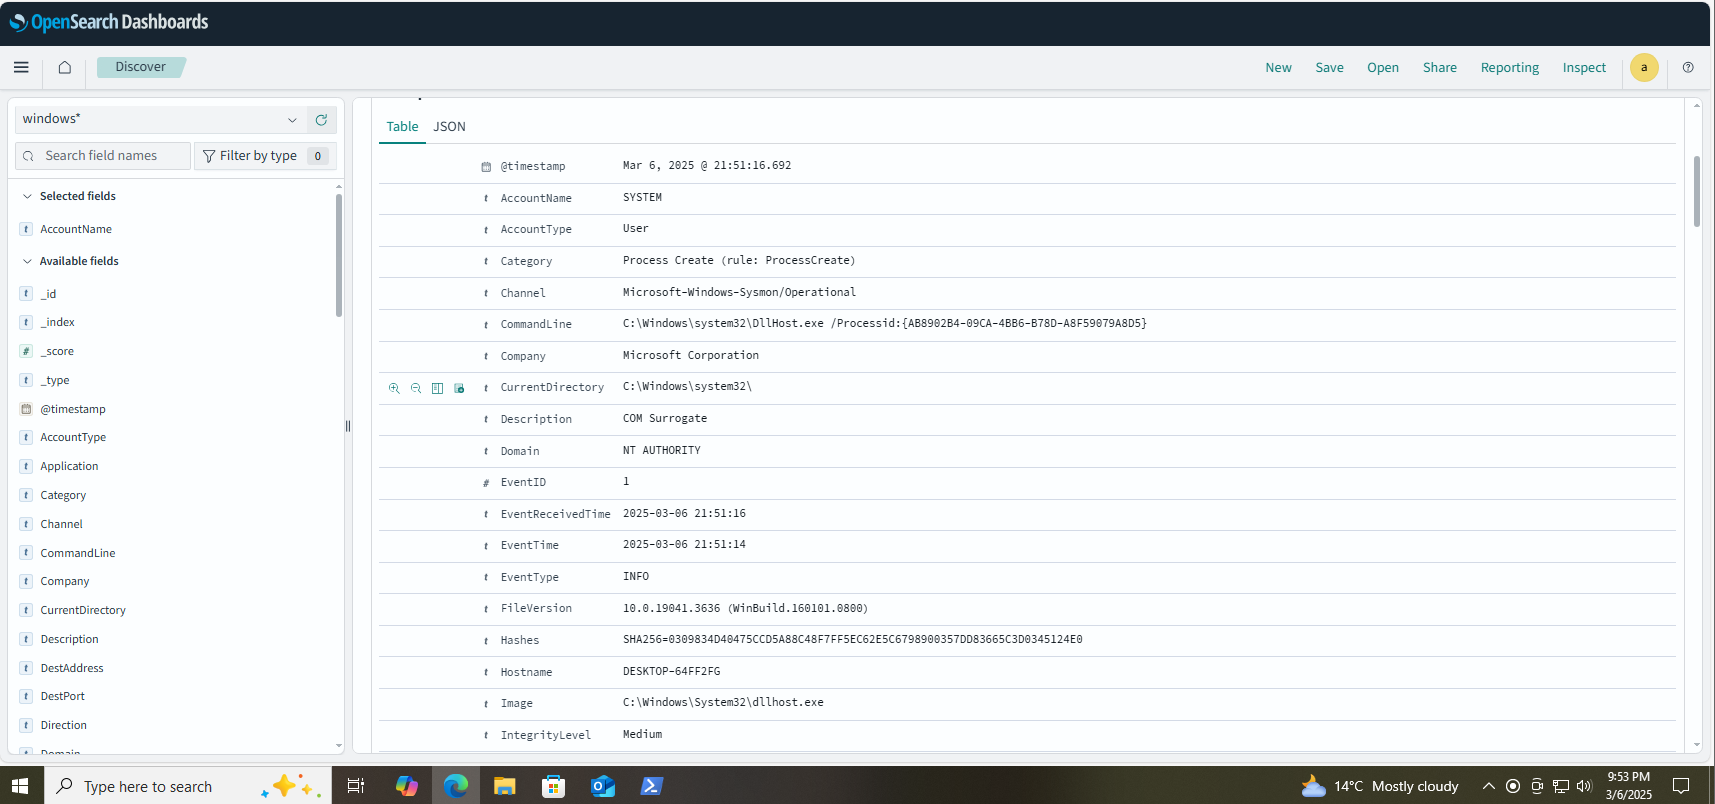 OpenSearch Dashboards
Discover
New Save Open Share Reporting Inspect a
windows*
Search field names
Filter by type 0
Selected fields
t AccountName
Available fields
t _id
t _index
# _score
t _type
@timestamp
t AccountType
t Application
t Category
t Channel
t CommandLine
t Company
t CurrentDirectory
t Description
t DestAddress
t DestPort
t Direction
t Domain
Table JSON
@timestamp Mar 6, 2025 @ 21:51:16.692
t AccountName SYSTEM
t AccountType User
t Category Process Create (rule: ProcessCreate)
t Channel Microsoft-Windows-Sysmon/Operational
t CommandLine C:\Windows\system32\DllHost.exe /Processid:{AB8902B4-09CA-4BB6-B78D-A8F59079A8D5}
t Company Microsoft Corporation
t CurrentDirectory C:\Windows\system32\
t Description COM Surrogate
t Domain NT AUTHORITY
# EventID 1
t EventReceivedTime 2025-03-06 21:51:16
t EventTime 2025-03-06 21:51:14
t EventType INFO
t FileVersion 10.0.19041.3636 (WinBuild.160101.0800)
t Hashes SHA256=0309834D40475CCD5A88C48F7FF5EC62E5C6798900357DD83665C3D0345124E0
t Hostname DESKTOP-64FF2FG
t Image C:\Windows\System32\dllhost.exe
t IntegrityLevel Medium
Type here to search
14°C Mostly cloudy
9:53 PM
3/6/2025